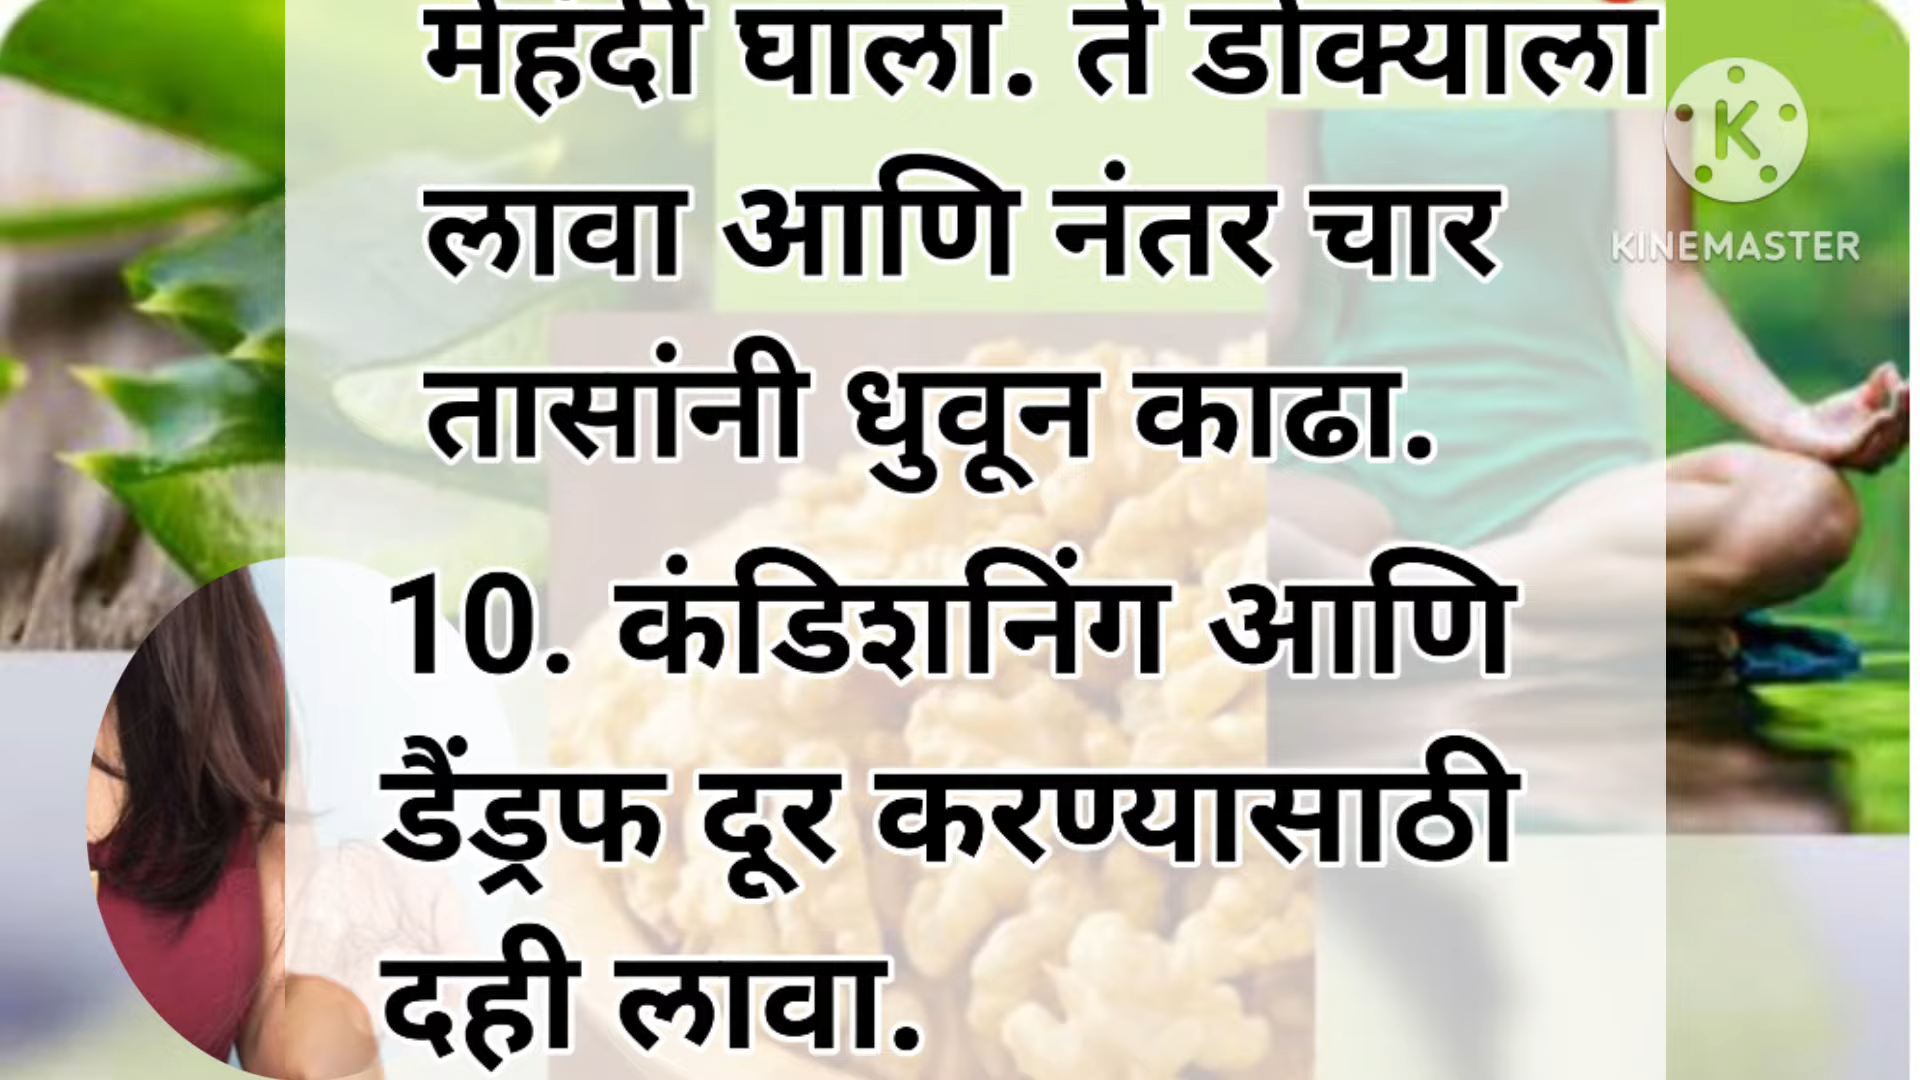 मेहंदी घाला. ते डोक्याला
लावा आणि नंतर चार
तासांनी धुवून काढा.
10. कंडिशनिंग आणि
डैंड्रफ दूर करण्यासाठी
दही लावा.
K
KINEMASTER